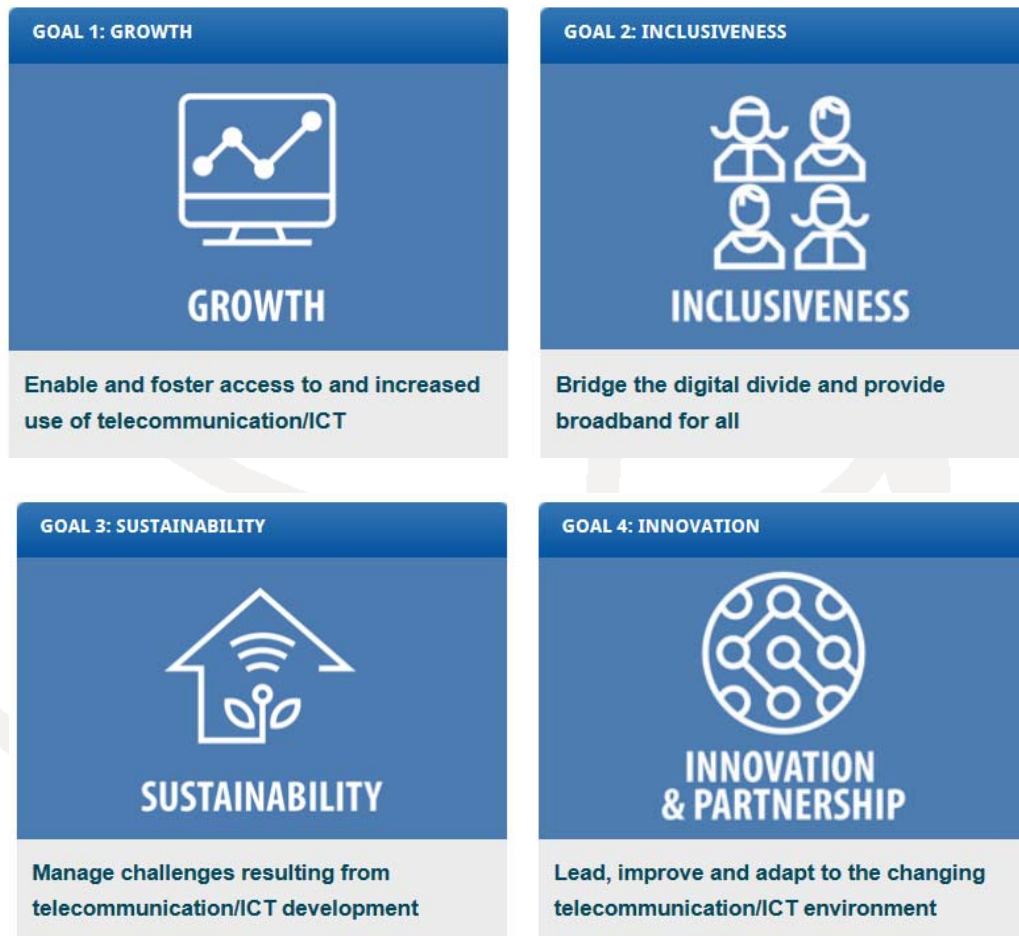 GOAL 1: GROWTH
GROWTH
Enable and foster access to and increased
use of telecommunication/ICT
GOAL 2: INCLUSIVENESS
INCLUSIVENESS
Bridge the digital divide and provide
broadband for all
GOAL 3: SUSTAINABILITY
SUSTAINABILITY
Manage challenges resulting from
telecommunication/ICT development
GOAL 4: INNOVATION
INNOVATION
& PARTNERSHIP
Lead, improve and adapt to the changing
telecommunication/ICT environment